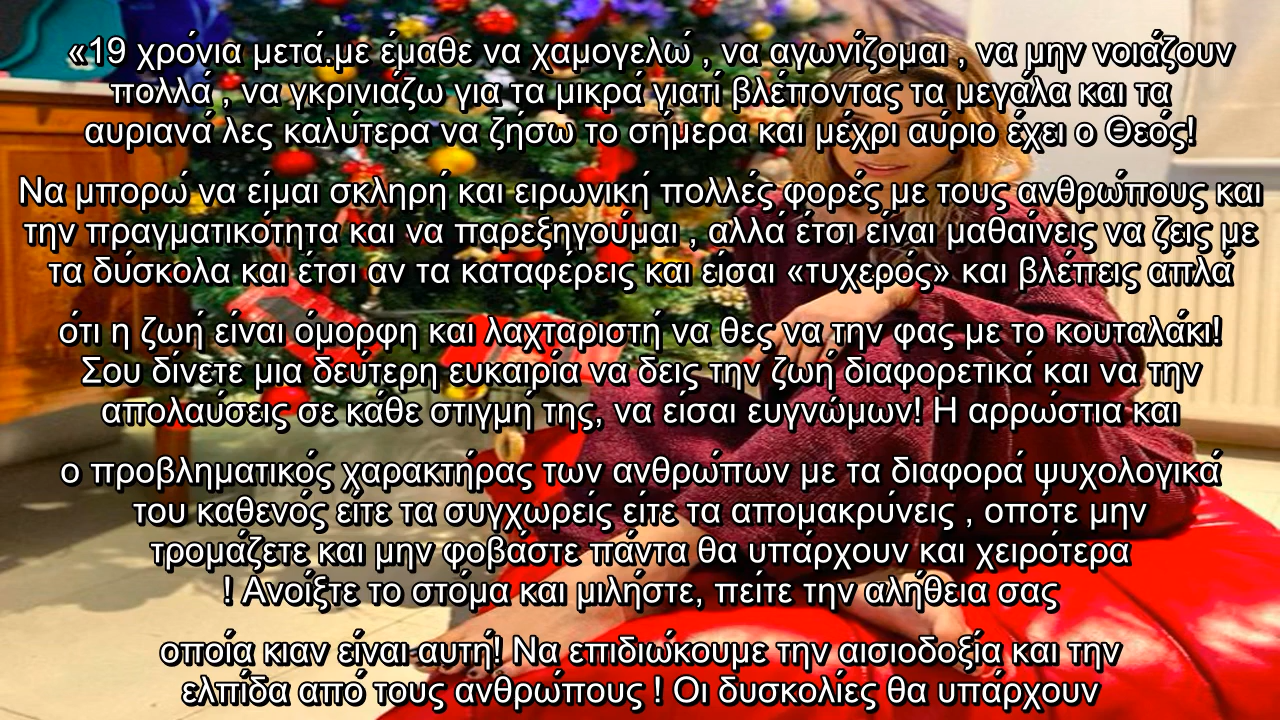 «19 χρόνια μετά.με έμαθε να χαμογελώ , να αγωνίζομαι , να μην νοιάζουν
πολλά , να γκρινιάζω για τα μικρά γιατί βλέποντας τα μεγάλα και τα
αυριανά λες καλύτερα να ζήσω το σήμερα και μέχρι αύριο έχει ο Θεός!
Να μπορώ να είμαι σκληρή και ειρωνική πολλές φορές με τους ανθρώπους και
την πραγματικότητα και να παρεξηγούμαι , αλλά έτσι είναι μαθαίνεις να ζεις με
τα δύσκολα και έτσι αν τα καταφέρεις και είσαι «τυχερός» και βλέπεις απλά
ότι η ζωή είναι όμορφη και λαχταριστή να θες να την φας με το κουταλάκι!
Σου δίνετε μια δεύτερη ευκαιρία να δεις την ζωή διαφορετικά και να την
απολαύσεις σε κάθε στιγμή της, να είσαι ευγνώμων! Η αρρώστια και
ο προβληματικός χαρακτήρας των ανθρώπων με τα διαφορά ψυχολογικά
του καθενός είτε τα συγχωρείς είτε τα απομακρύνεις , οπότε μην
τρομάζετε και μην φοβάστε πάντα θα υπάρχουν και χειρότερα
! Ανοίξτε το στόμα και μιλήστε, πείτε την αλήθεια σας
οποία κιαν είναι αυτή! Να επιδιώκουμε την αισιοδοξία και την
ελπίδα από τους ανθρώπους ! Οι δυσκολίες θα υπάρχουν